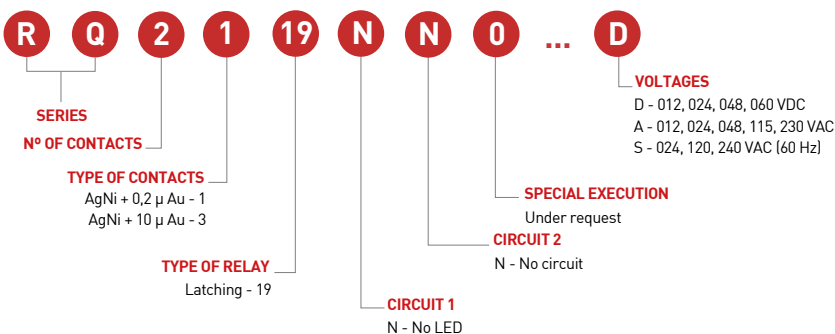 R Q 2 1 19 N N 0 ... D
VOLTAGES
D - 012, 024, 048, 060 VDC
A - 012, 024, 048, 115, 230 VAC
S - 024, 120, 240 VAC (60 Hz)
SERIES
Nº OF CONTACTS
TYPE OF CONTACTS
AgNi + 0,2 µ Au - 1
AgNi + 10 µ Au - 3
SPECIAL EXECUTION
Under request
CIRCUIT 2
N - No circuit
TYPE OF RELAY
Latching - 19
CIRCUIT 1
N - No LED